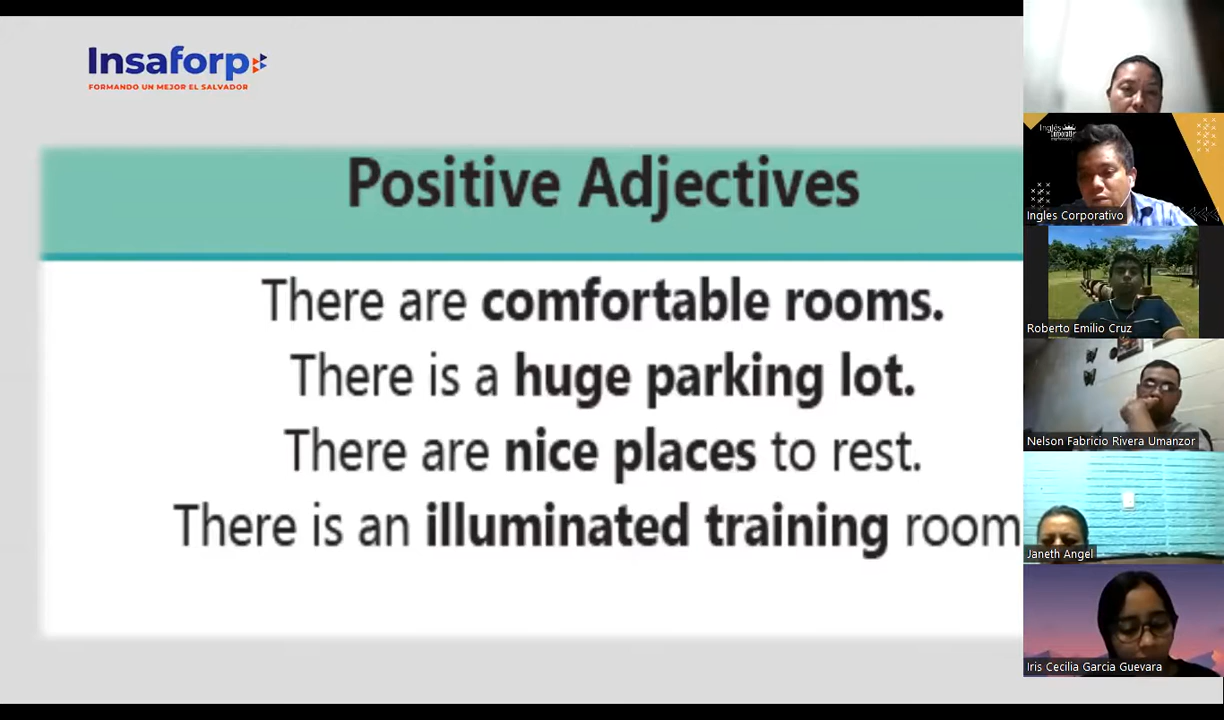 Insaforp
FORMANDO UN MEJOR EL SALVADOR
Positive Adjectives
There are comfortable rooms.
There is a huge parking lot.
There are nice places to rest.
There is an illuminated training room
Inglés
Corporativo
Ingles Corporativo
Roberto Emilio Cruz
Nelson Fabricio Rivera Umanzor
Janeth Angel
Iris Cecilia Garcia Guevara